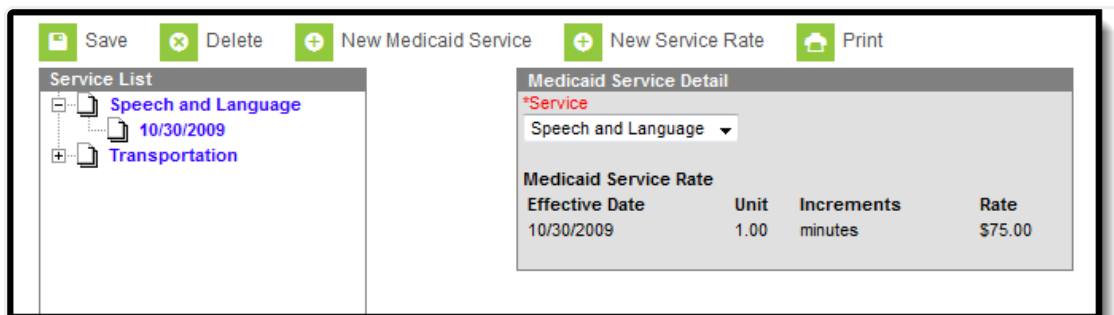 Save Delete New Medicaid Service New Service Rate Print
Service List
Speech and Language
10/30/2009
Transportation
Medicaid Service Detail
*Service
Speech and Language
Medicaid Service Rate
Effective Date Unit Increments Rate
10/30/2009 1.00 minutes $75.00